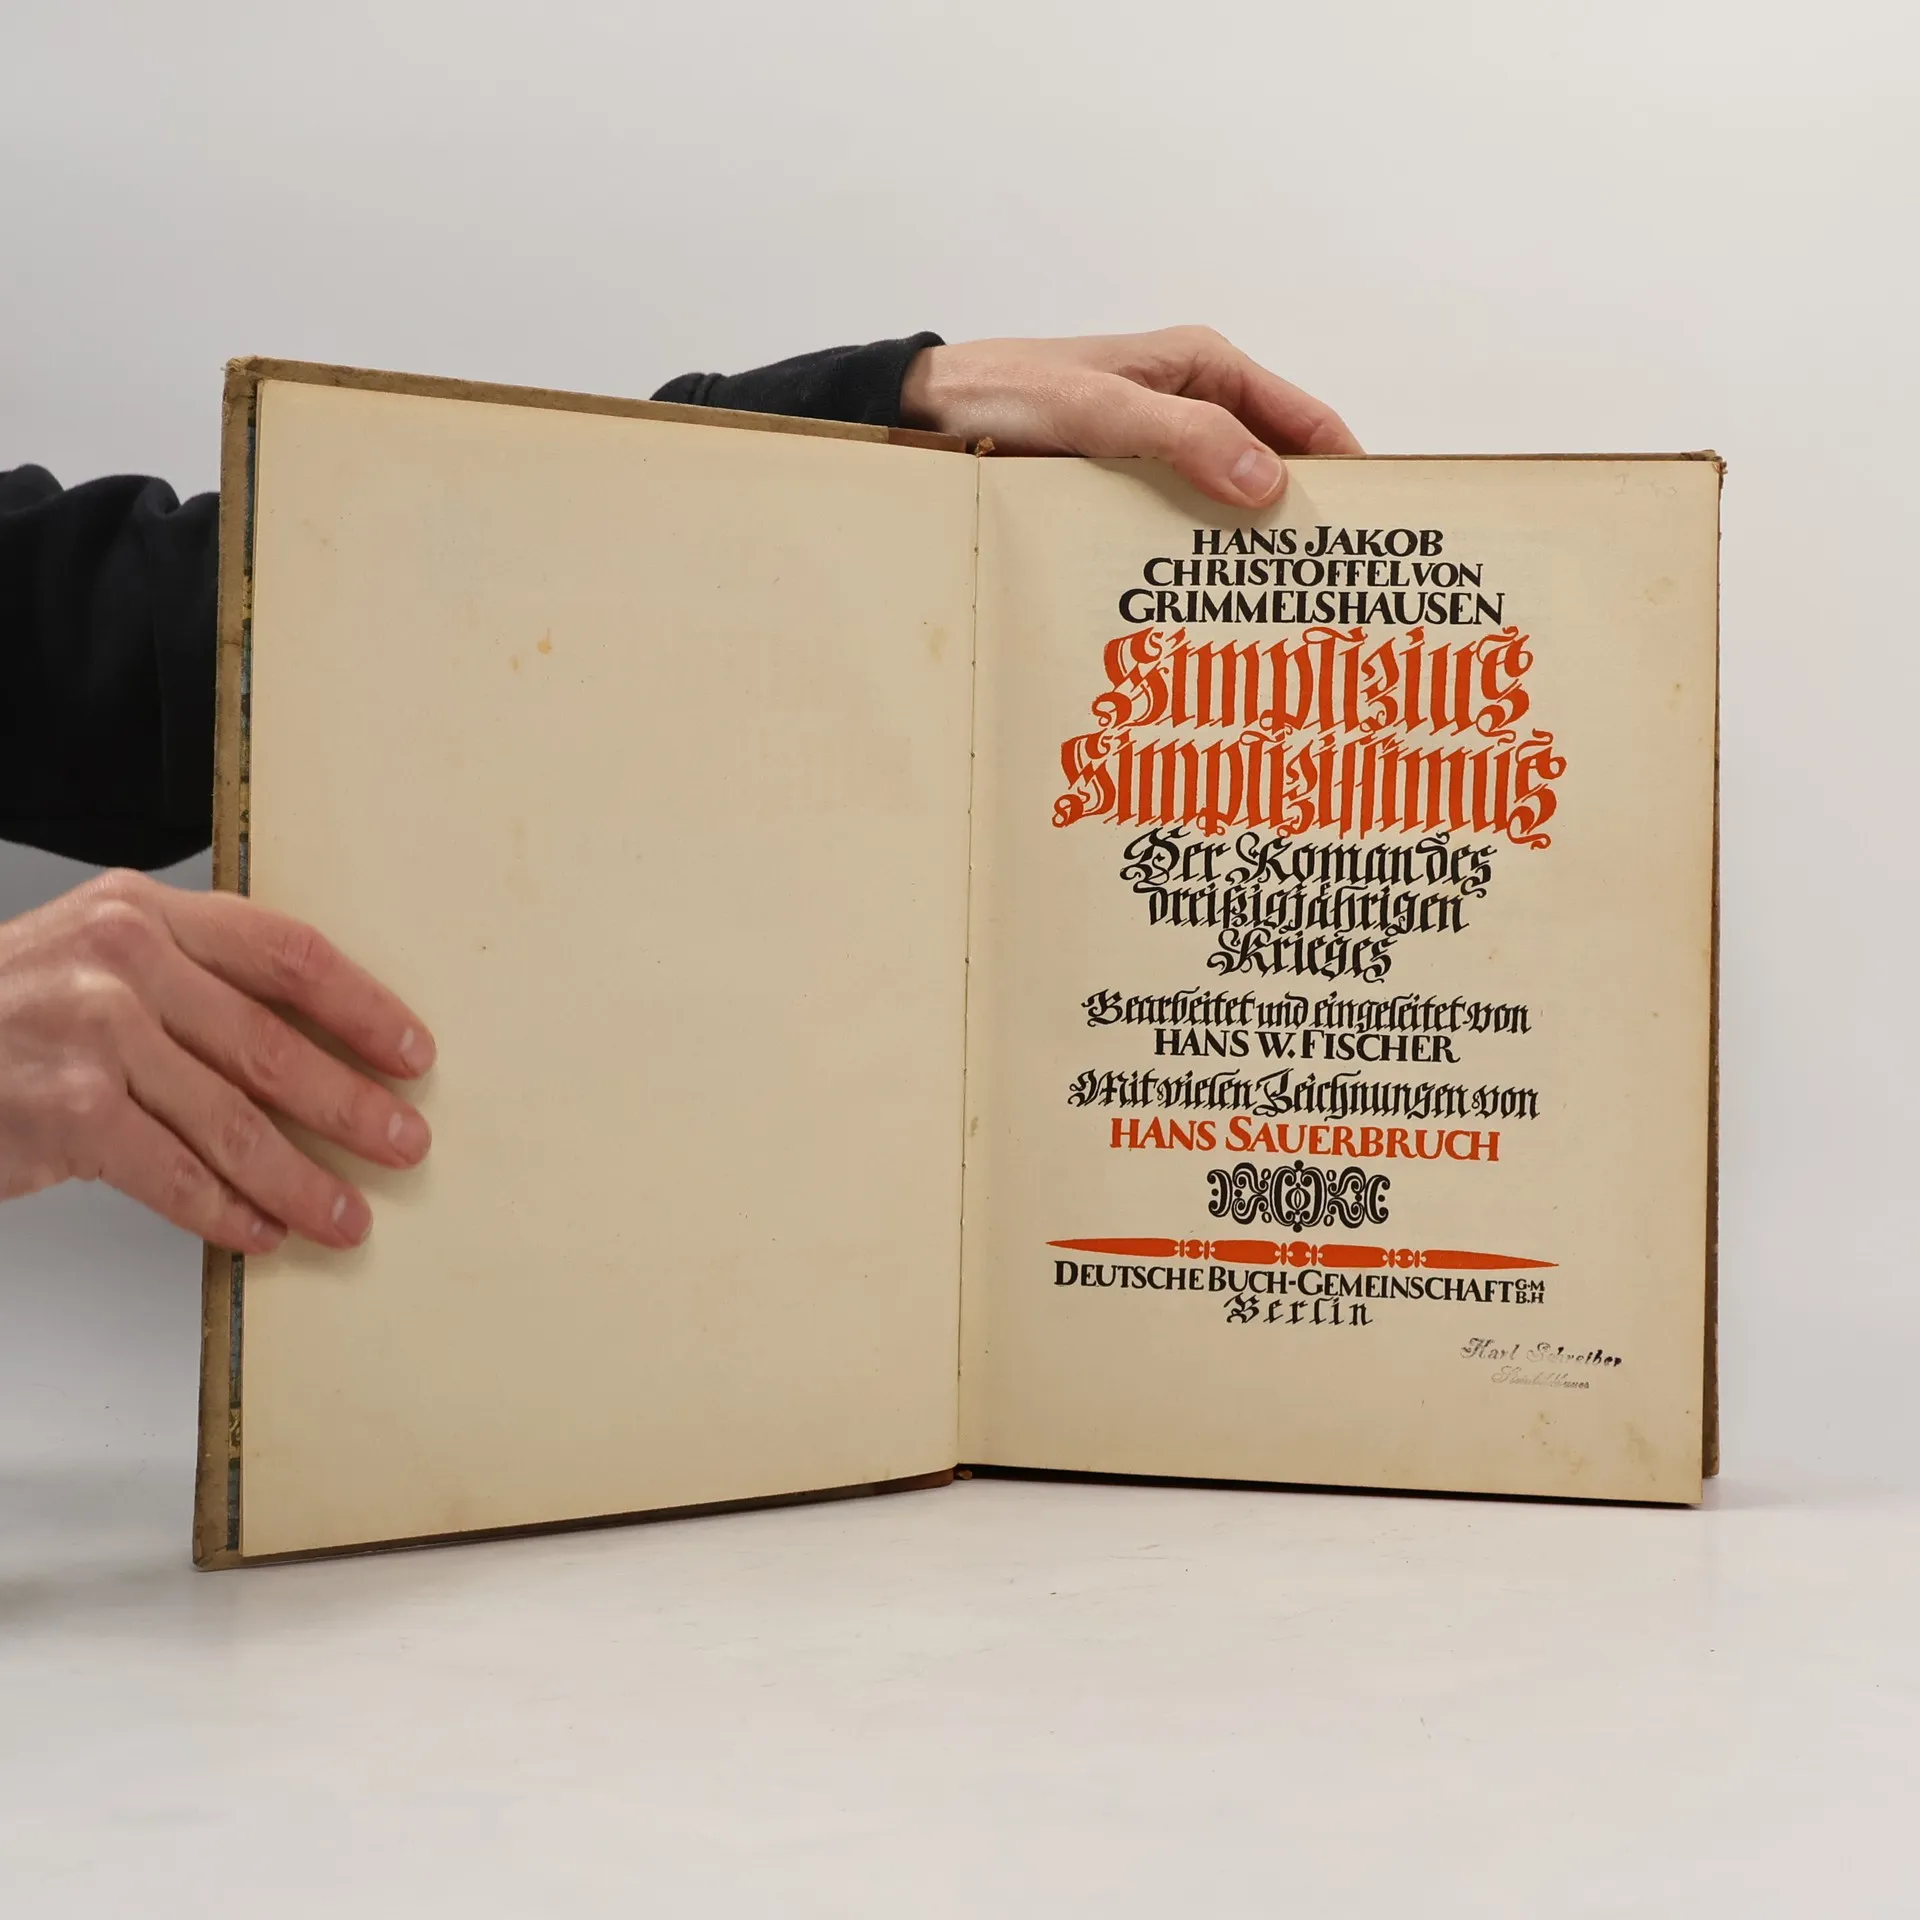 HANS JAKOB
CHRISTOFFEL VON
GRIMMELSHAUSEN
Simplizius
Simplizissimus
Der Roman des
dreißigjährigen
Krieges
Bearbeitet und eingeleitet von
HANS W. FISCHER
Mit vielen Zeichnungen von
HANS SAUERBRUCH
DEUTSCHE BUCH-GEMEINSCHAFT G.M.B.H
Berlin
Karl Schreiber